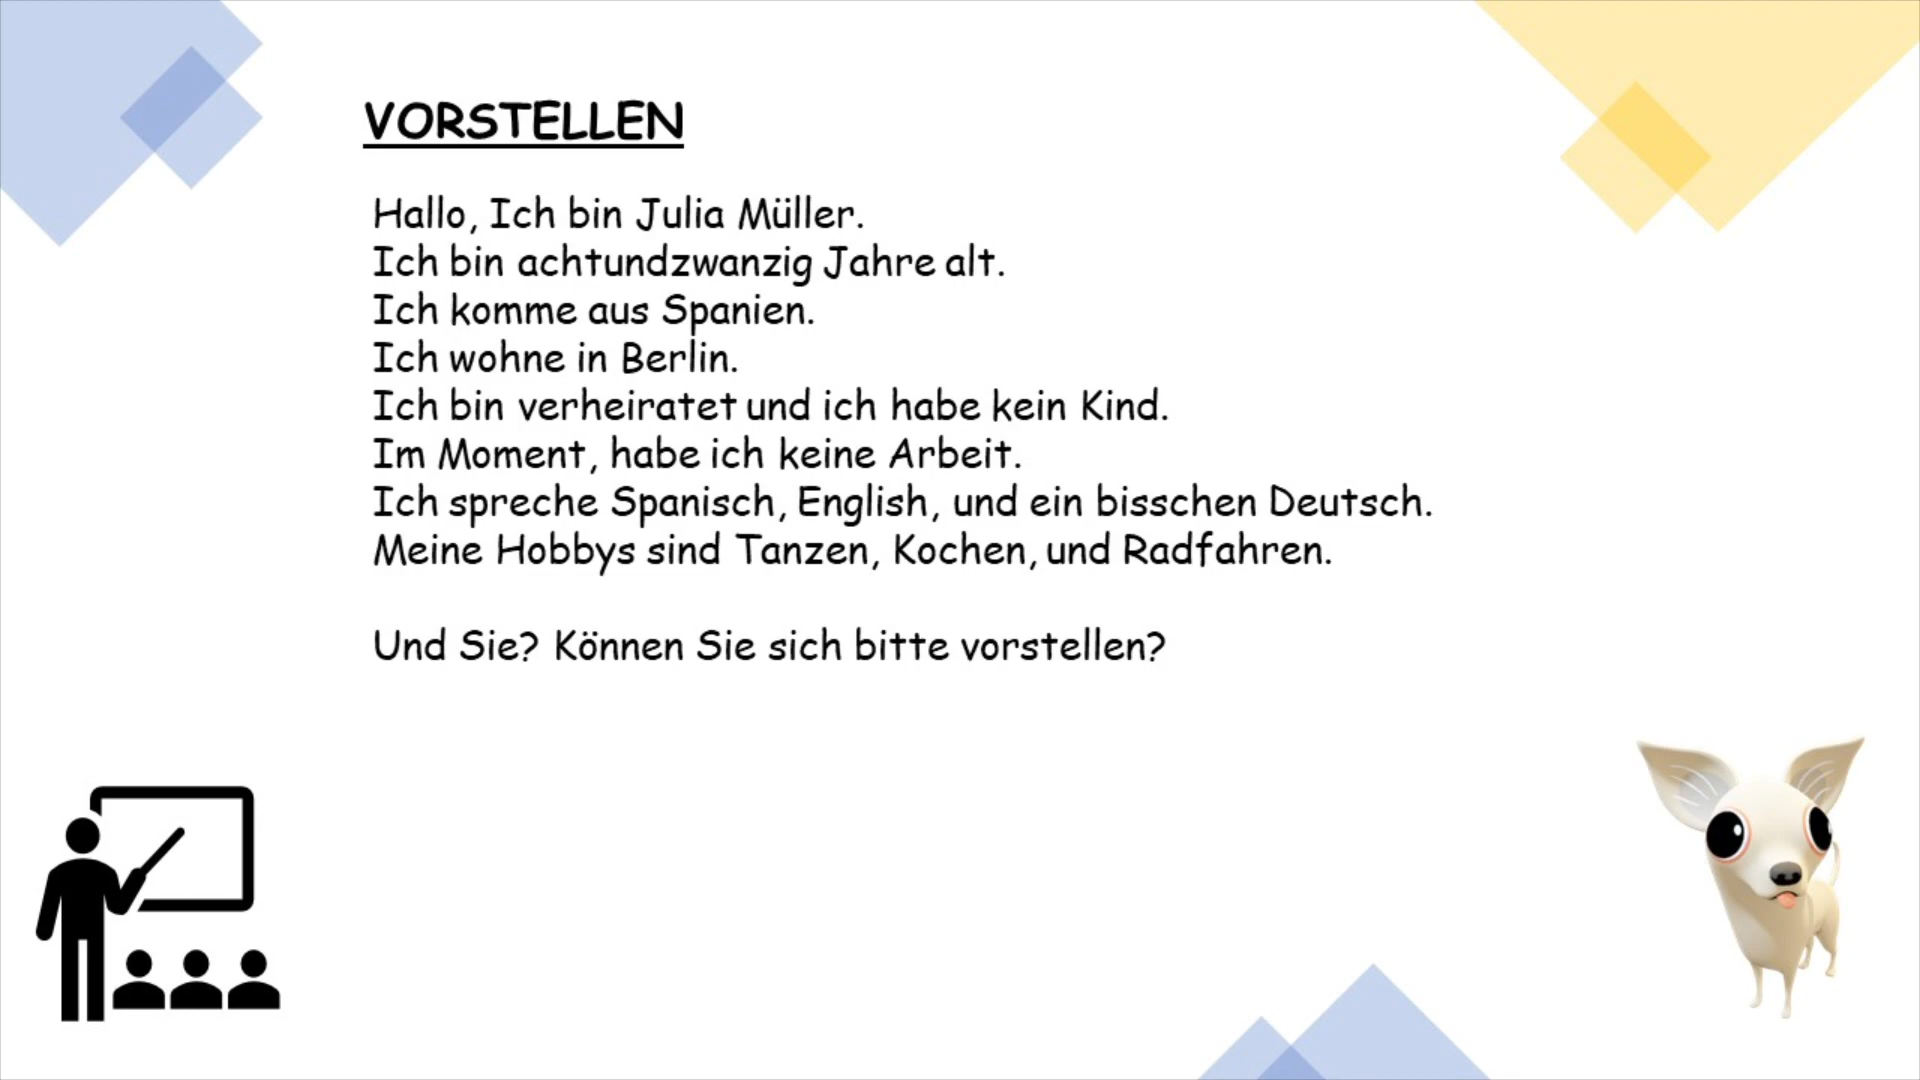 VORSTELLEN
Hallo, Ich bin Julia Müller.
Ich bin achtundzwanzig Jahre alt.
Ich komme aus Spanien.
Ich wohne in Berlin.
Ich bin verheiratet und ich habe kein Kind.
Im Moment, habe ich keine Arbeit.
Ich spreche Spanisch, English, und ein bisschen Deutsch.
Meine Hobbys sind Tanzen, Kochen, und Radfahren.
Und Sie? Können Sie sich bitte vorstellen?